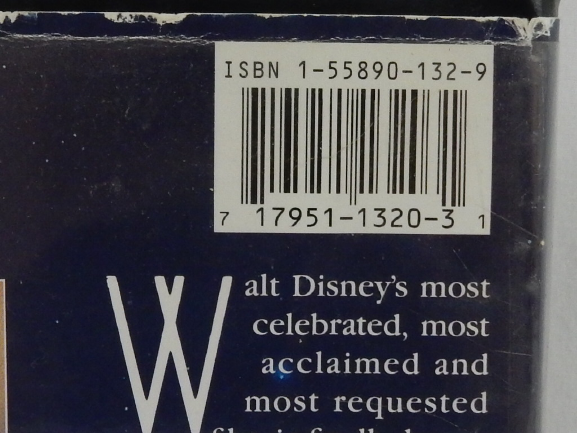 ISBN 1-55890-132-9
7 17951-1320-3 1
Walt Disney's most
celebrated, most
acclaimed and
most requested